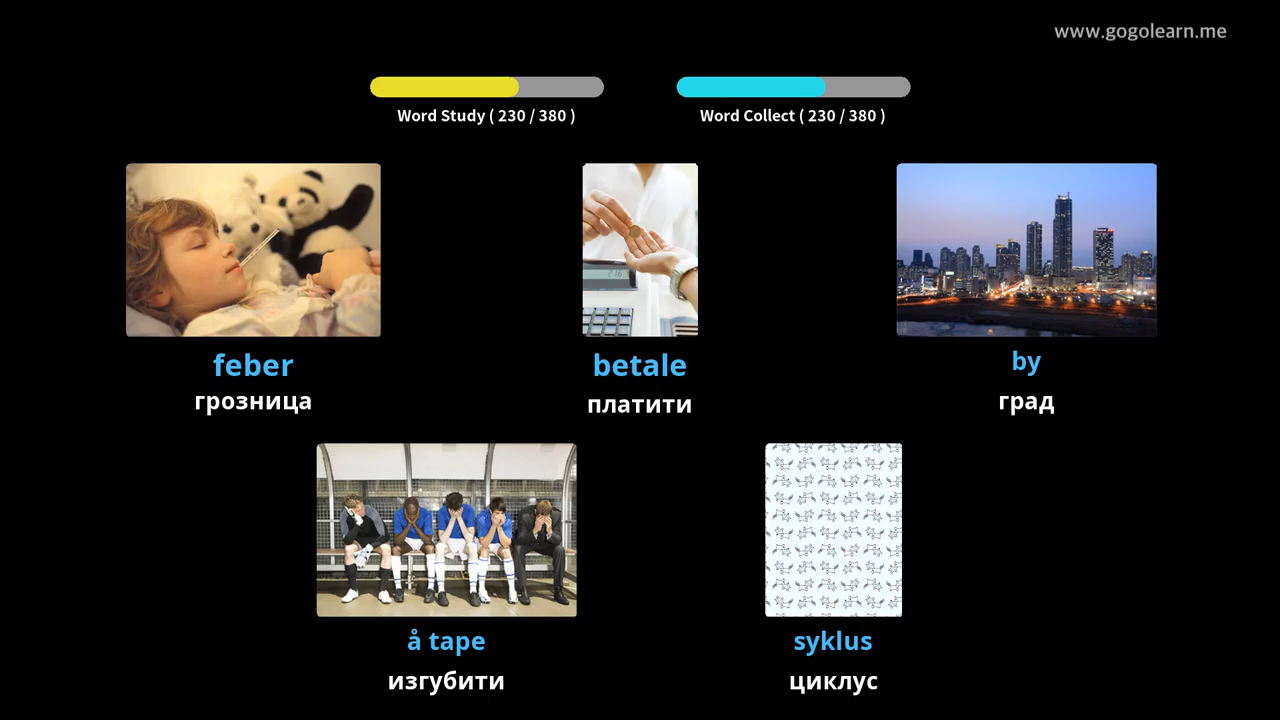 www.gogolearn.me
Word Study ( 230 / 380 )
Word Collect ( 230 / 380 )
feber
грозница
betale
платити
by
град
å tape
изгубити
syklus
циклус